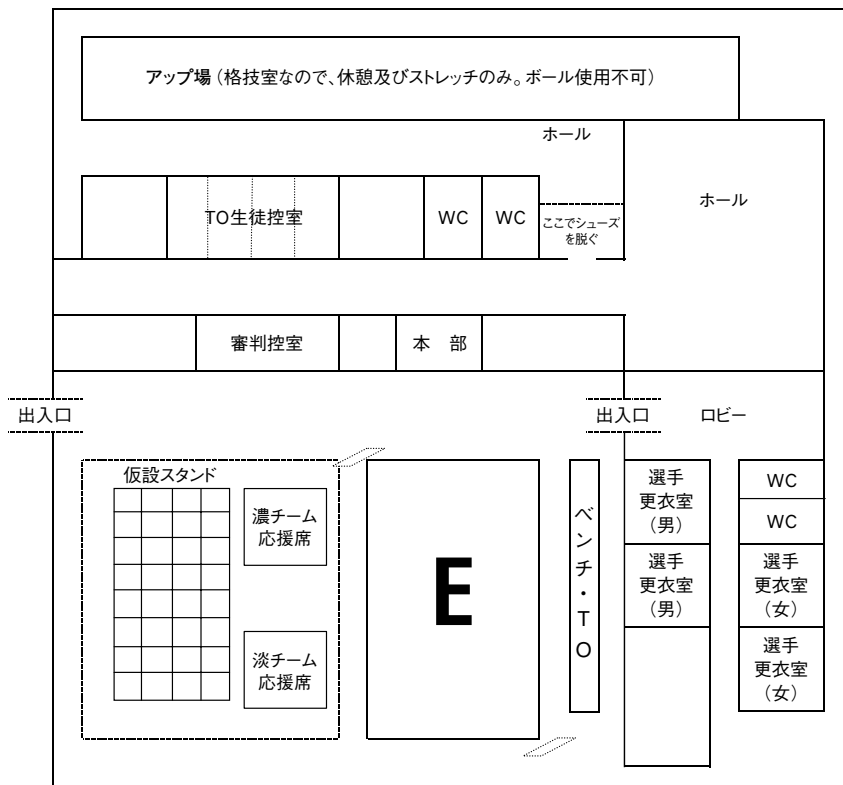 アップ場（格技室なので、休憩及びストレッチのみ。ボール使用不可）
ホール
ホール
TO生徒控室
WC
WC
ここでシューズ
を脱ぐ
審判控室
本　部
出入口
出入口
ロビー
仮設スタンド
濃チーム
応援席
淡チーム
応援席
E
ベンチ・TO
選手
更衣室
（男）
選手
更衣室
（男）
WC
WC
選手
更衣室
（女）
選手
更衣室
（女）